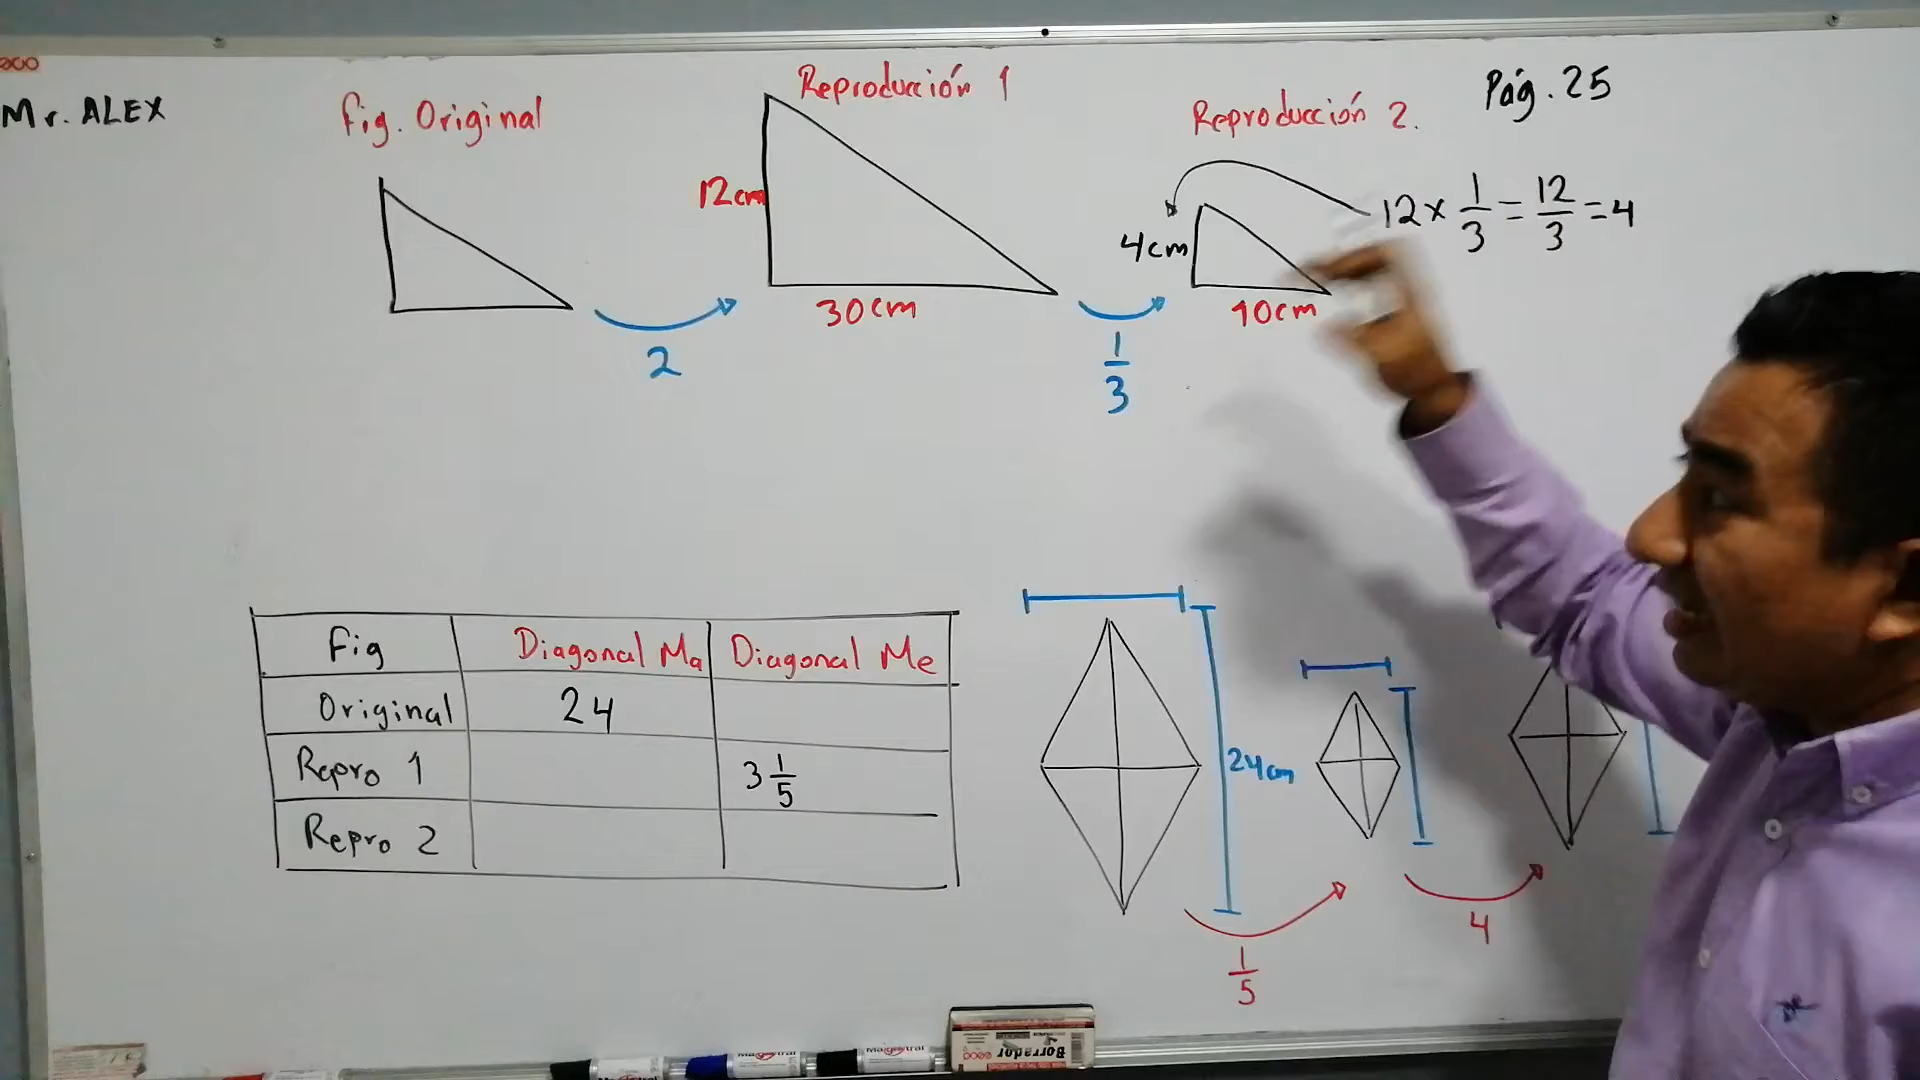 Mr. ALEX
fig. Original
Reproducción 1
Reproducción 2.
Pág. 25
12cm
30cm
4cm
10cm
12 x 1/3 = 12/3 = 4
2
1/3
Fig Diagonal Ma Diagonal Me
Original 24
Repro 1 3 1/5
Repro 2
24cm
1/5
4
Magistral
Magistral
Borrador